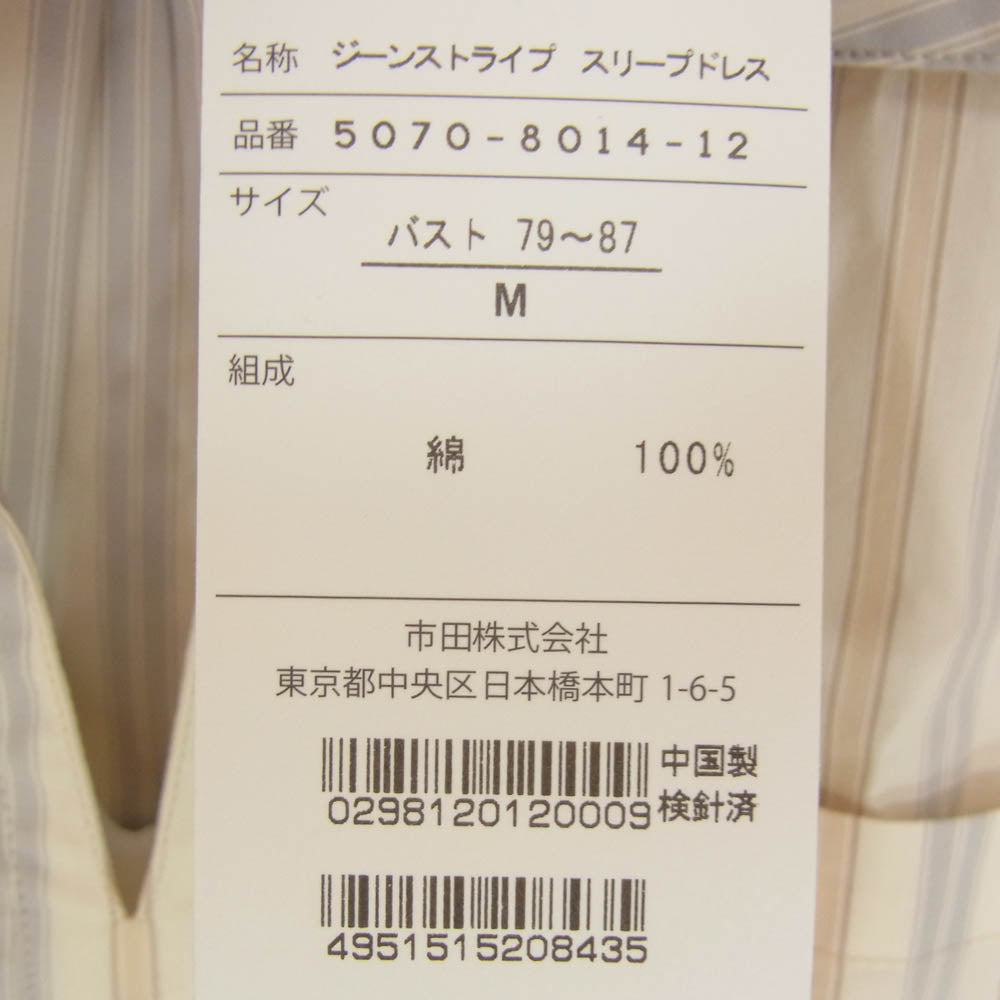 名称 ジーンストライプ スリープドレス
品番 5070-8014-12
サイズ
バスト 79～87
M
組成
綿 100%
市田株式会社
東京都中央区日本橋本町 1-6-5
中国製
0298120120009 検針済
4951515208435